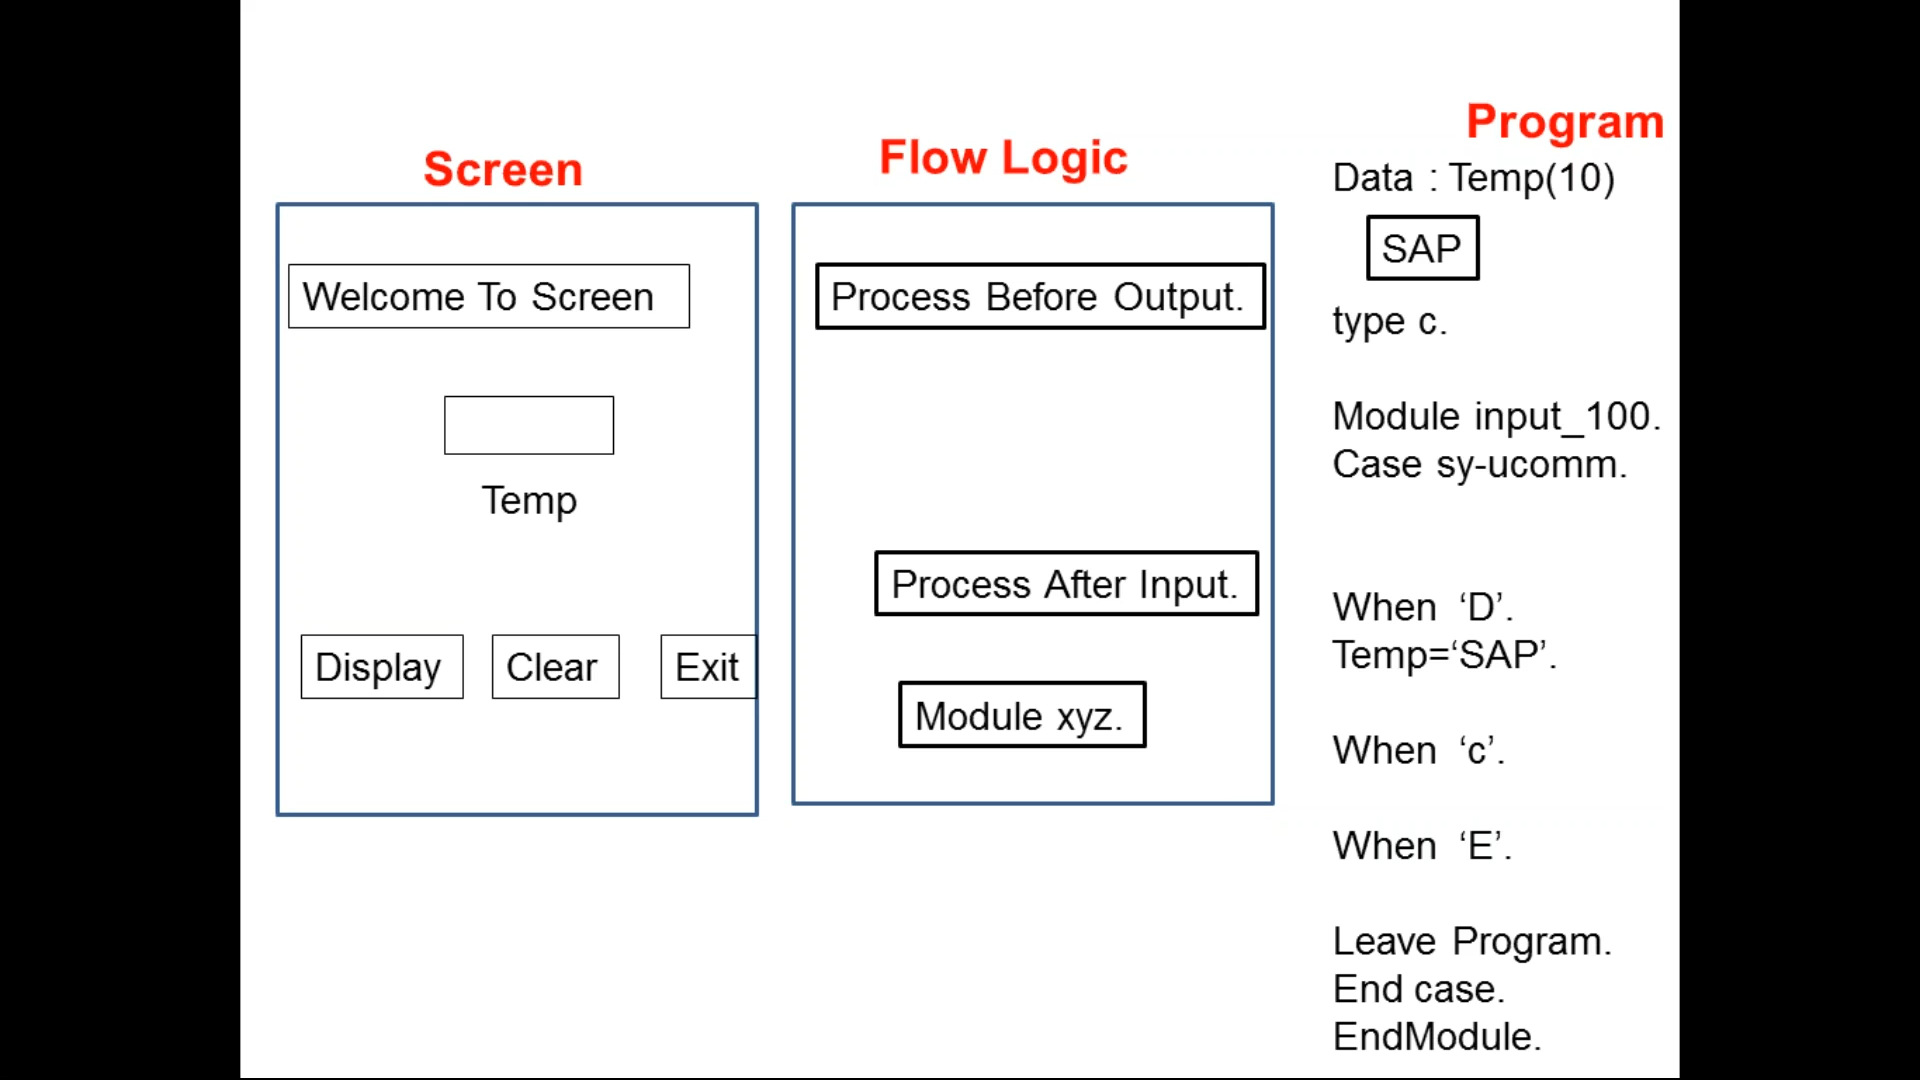 Screen
Welcome To Screen
Temp
Display
Clear
Exit
Flow Logic
Process Before Output.
Process After Input.
Module xyz.
Program
Data : Temp(10)
SAP
type c.
Module input_100.
Case sy-ucomm.
When ‘D’.
Temp=‘SAP’.
When ‘c’.
When ‘E’.
Leave Program.
End case.
EndModule.